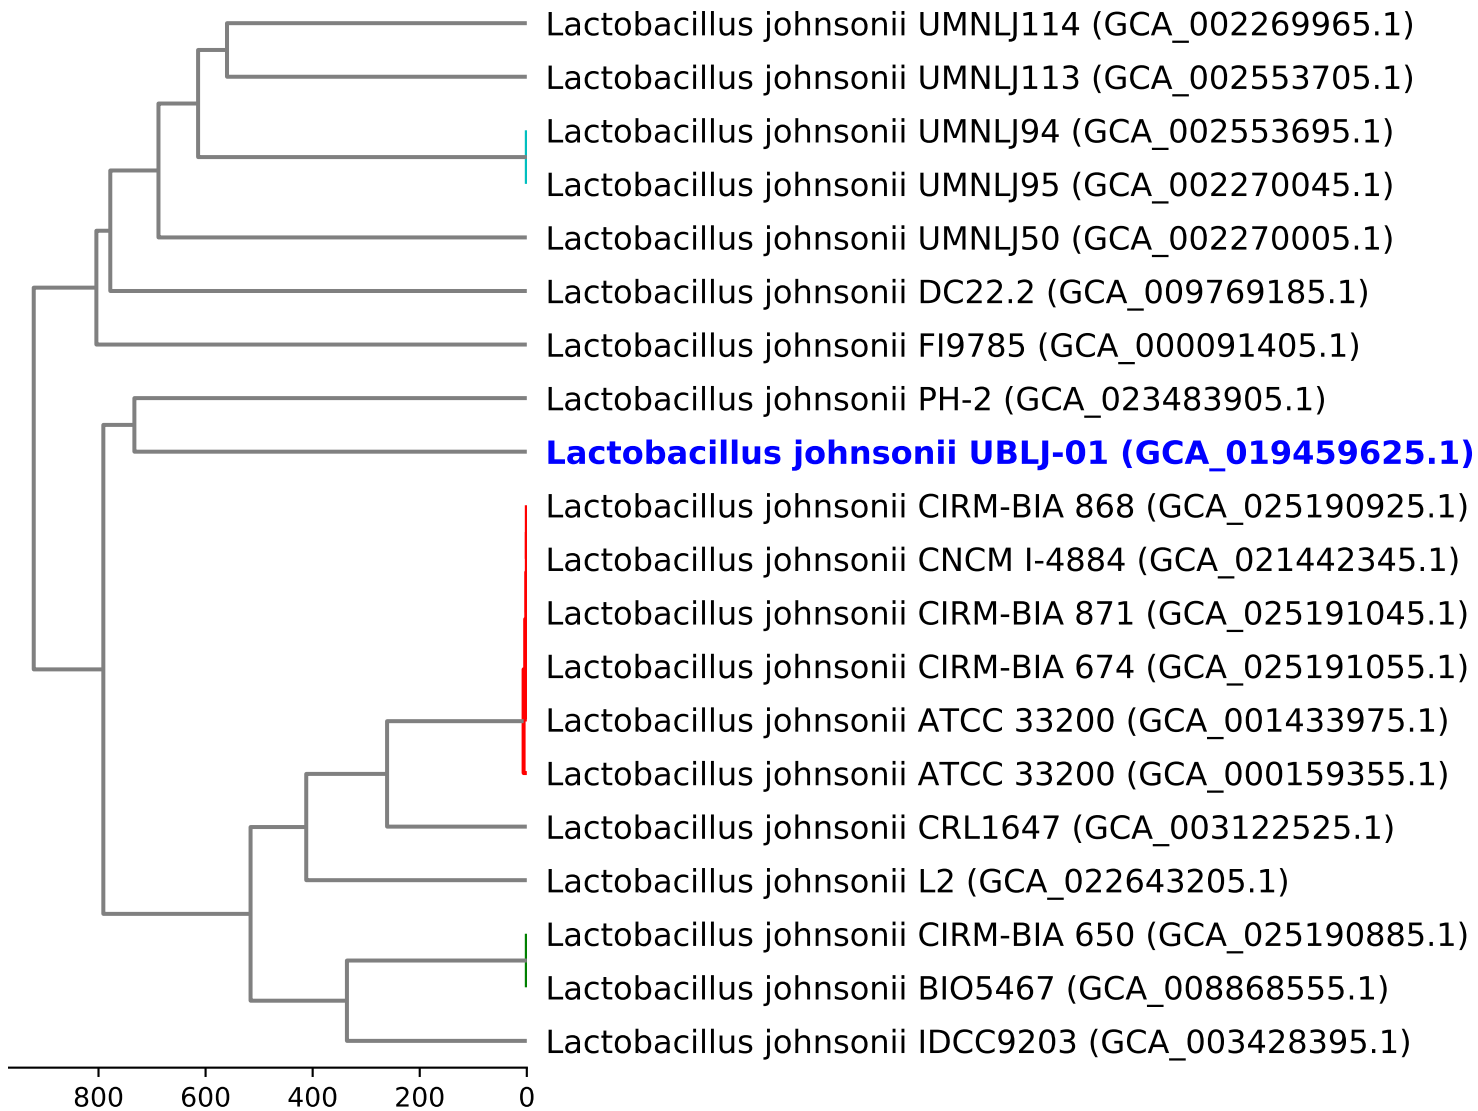 Lactobacillus johnsonii UMNLJ114 (GCA_002269965.1)
Lactobacillus johnsonii UMNLJ113 (GCA_002553705.1)
Lactobacillus johnsonii UMNLJ94 (GCA_002553695.1)
Lactobacillus johnsonii UMNLJ95 (GCA_002270045.1)
Lactobacillus johnsonii UMNLJ50 (GCA_002270005.1)
Lactobacillus johnsonii DC22.2 (GCA_009769185.1)
Lactobacillus johnsonii FI9785 (GCA_000091405.1)
Lactobacillus johnsonii PH-2 (GCA_023483905.1)
Lactobacillus johnsonii UBLJ-01 (GCA_019459625.1)
Lactobacillus johnsonii CIRM-BIA 868 (GCA_025190925.1)
Lactobacillus johnsonii CNCM I-4884 (GCA_021442345.1)
Lactobacillus johnsonii CIRM-BIA 871 (GCA_025191045.1)
Lactobacillus johnsonii CIRM-BIA 674 (GCA_025191055.1)
Lactobacillus johnsonii ATCC 33200 (GCA_001433975.1)
Lactobacillus johnsonii ATCC 33200 (GCA_000159355.1)
Lactobacillus johnsonii CRL1647 (GCA_003122525.1)
Lactobacillus johnsonii L2 (GCA_022643205.1)
Lactobacillus johnsonii CIRM-BIA 650 (GCA_025190885.1)
Lactobacillus johnsonii BIO5467 (GCA_008868555.1)
Lactobacillus johnsonii IDCC9203 (GCA_003428395.1)
800 600 400 200 0